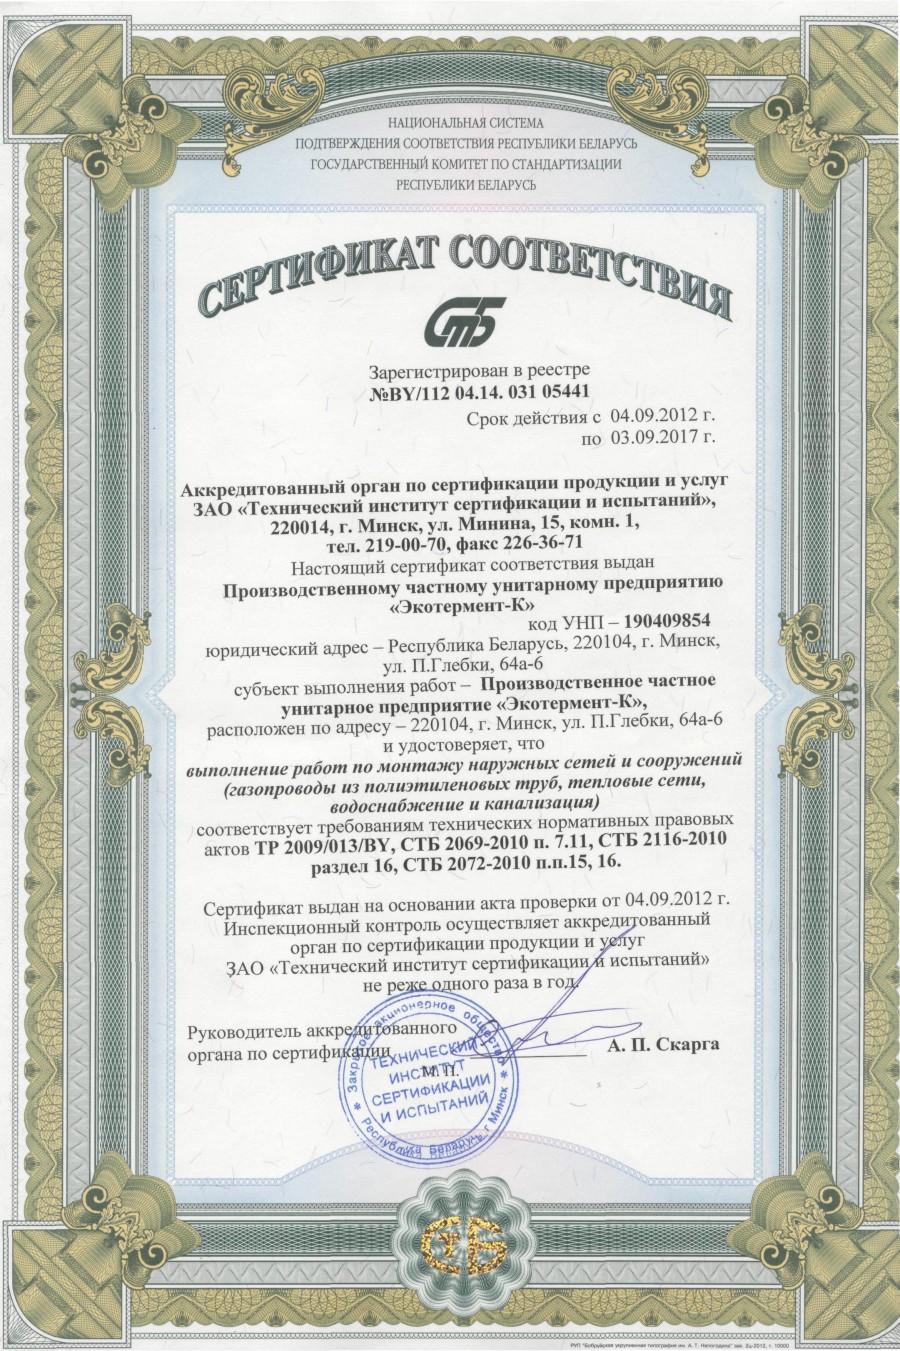 НАЦИОНАЛЬНАЯ СИСТЕМА
ПОДТВЕРЖДЕНИЯ СООТВЕТСТВИЯ РЕСПУБЛИКИ БЕЛАРУСЬ
ГОСУДАРСТВЕННЫЙ КОМИТЕТ ПО СТАНДАРТИЗАЦИИ
РЕСПУБЛИКИ БЕЛАРУСЬ
СЕРТИФИКАТ СООТВЕТСТВИЯ
СТБ
Зарегистрирован в реестре
№BY/112 04.14. 031 05441
Срок действия с 04.09.2012 г.
по 03.09.2017 г.
Аккредитованный орган по сертификации продукции и услуг
ЗАО «Технический институт сертификации и испытаний»,
220014, г. Минск, ул. Минина, 15, комн. 1,
тел. 219-00-70, факс 226-36-71
Настоящий сертификат соответствия выдан
Производственному частному унитарному предприятию
«Экотермент-К»
код УНП – 190409854
юридический адрес – Республика Беларусь, 220104, г. Минск,
ул. П.Глебки, 64а-6
субъект выполнения работ – Производственное частное
унитарное предприятие «Экотермент-К»,
расположен по адресу – 220104, г. Минск, ул. П.Глебки, 64а-6
и удостоверяет, что
выполнение работ по монтажу наружных сетей и сооружений
(газопроводы из полиэтиленовых труб, тепловые сети,
водоснабжение и канализация)
соответствует требованиям технических нормативных правовых
актов ТР 2009/013/BY, СТБ 2069-2010 п. 7.11, СТБ 2116-2010
раздел 16, СТБ 2072-2010 п.п.15, 16.
Сертификат выдан на основании акта проверки от 04.09.2012 г.
Инспекционный контроль осуществляет аккредитованный
орган по сертификации продукции и услуг
ЗАО «Технический институт сертификации и испытаний»
не реже одного раза в год.
Руководитель аккредитованного
органа по сертификации
А. П. Скарга
М.П.
Закрытое акционерное общество
ТЕХНИЧЕСКИЙ
ИНСТИТУТ
СЕРТИФИКАЦИИ
И ИСПЫТАНИЙ
Республика Беларусь г Минск
СТБ
РУП "Бобруйская укрупненная типография им. А. Т. Непогодина"